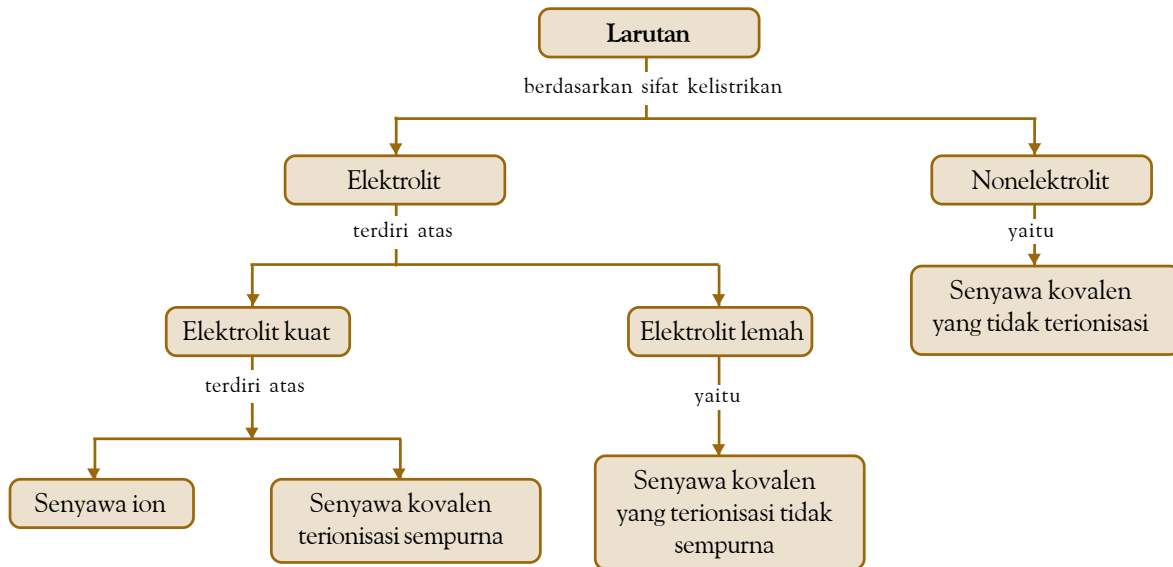 Larutan
berdasarkan sifat kelistrikan
Elektrolit
Nonelektrolit
terdiri atas
yaitu
Senyawa kovalen
yang tidak terionisasi
Elektrolit kuat
Elektrolit lemah
terdiri atas
yaitu
Senyawa ion
Senyawa kovalen
terionisasi sempurna
Senyawa kovalen
yang terionisasi tidak
sempurna